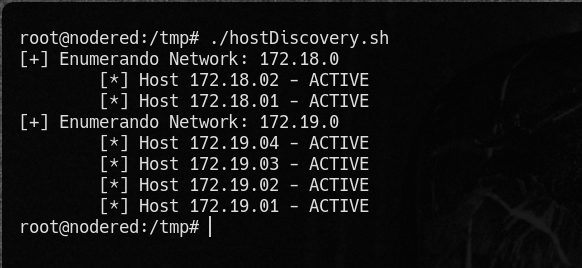 root@nodered:/tmp# ./hostDiscovery.sh
[+] Enumerando Network: 172.18.0
[*] Host 172.18.02 - ACTIVE
[*] Host 172.18.01 - ACTIVE
[+] Enumerando Network: 172.19.0
[*] Host 172.19.04 - ACTIVE
[*] Host 172.19.03 - ACTIVE
[*] Host 172.19.02 - ACTIVE
[*] Host 172.19.01 - ACTIVE
root@nodered:/tmp#